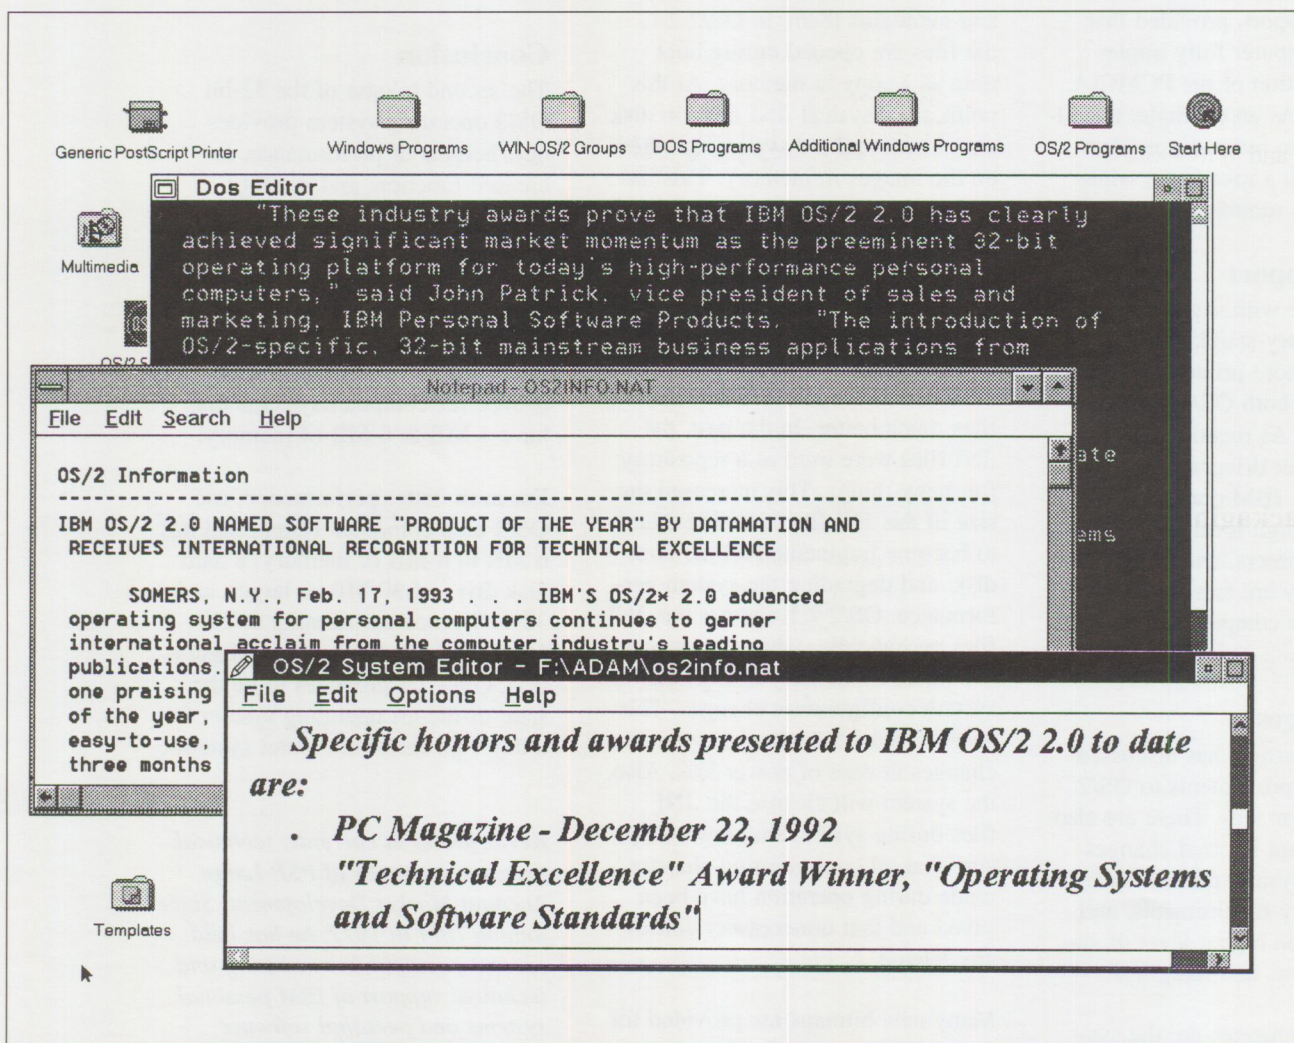 Generic PostScript Printer
Windows Programs
WIN-OS/2 Groups
DOS Programs
Additional Windows Programs
OS/2 Programs
Start Here
Multimedia
Dos Editor
"These industry awards prove that IBM OS/2 2.0 has clearly
achieved significant market momentum as the preeminent 32-bit
operating platform for today's high-performance personal
computers," said John Patrick, vice president of sales and
marketing, IBM Personal Software Products. "The introduction of
OS/2-specific, 32-bit mainstream business applications from
OS/2 S
ate
ems
Notepad - OS2INFO.NAT
File Edit Search Help
OS/2 Information
IBM OS/2 2.0 NAMED SOFTWARE "PRODUCT OF THE YEAR" BY DATAMATION AND
RECEIVES INTERNATIONAL RECOGNITION FOR TECHNICAL EXCELLENCE
SOMERS, N.Y., Feb. 17, 1993 . . . IBM'S OS/2* 2.0 advanced
operating system for personal computers continues to garner
international acclaim from the computer industry's leading
publications.
one praising
of the year,
easy-to-use,
three months
OS/2 System Editor - F:\ADAM\os2info.nat
File Edit Options Help
Specific honors and awards presented to IBM OS/2 2.0 to date
are:
. PC Magazine - December 22, 1992
"Technical Excellence" Award Winner, "Operating Systems
and Software Standards"
Templates